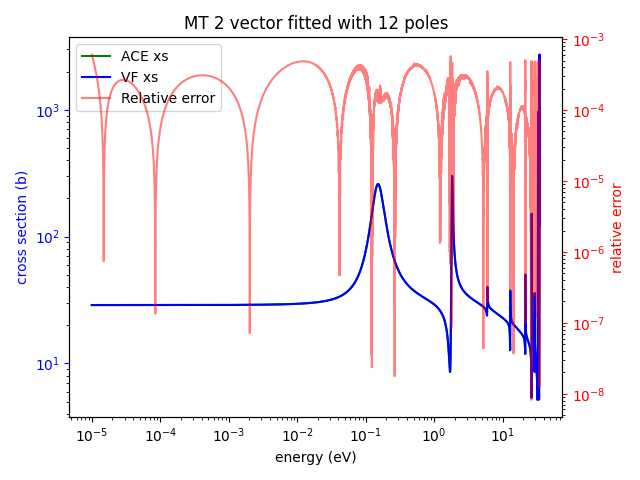 MT 2 vector fitted with 12 poles
ACE xs
VF xs
Relative error
cross section (b)
10³
10²
10¹
10⁻³
10⁻⁴
10⁻⁵
10⁻⁶
10⁻⁷
10⁻⁸
relative error
10⁻⁵ 10⁻⁴ 10⁻³ 10⁻² 10⁻¹ 10⁰ 10¹
energy (eV)